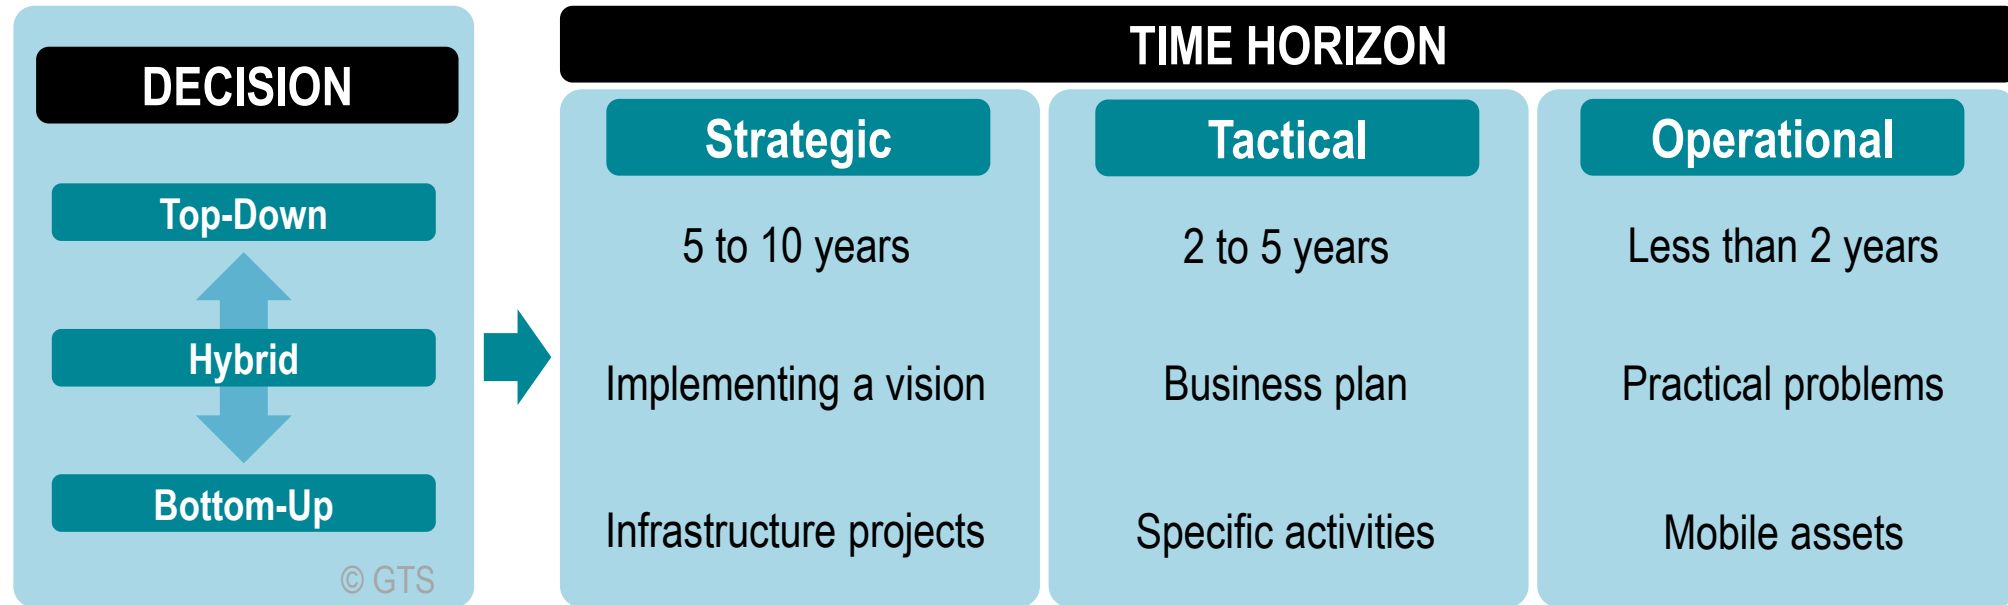 DECISION
Top-Down
Hybrid
Bottom-Up
© GTS
TIME HORIZON
Strategic
5 to 10 years
Implementing a vision
Infrastructure projects
Tactical
2 to 5 years
Business plan
Specific activities
Operational
Less than 2 years
Practical problems
Mobile assets